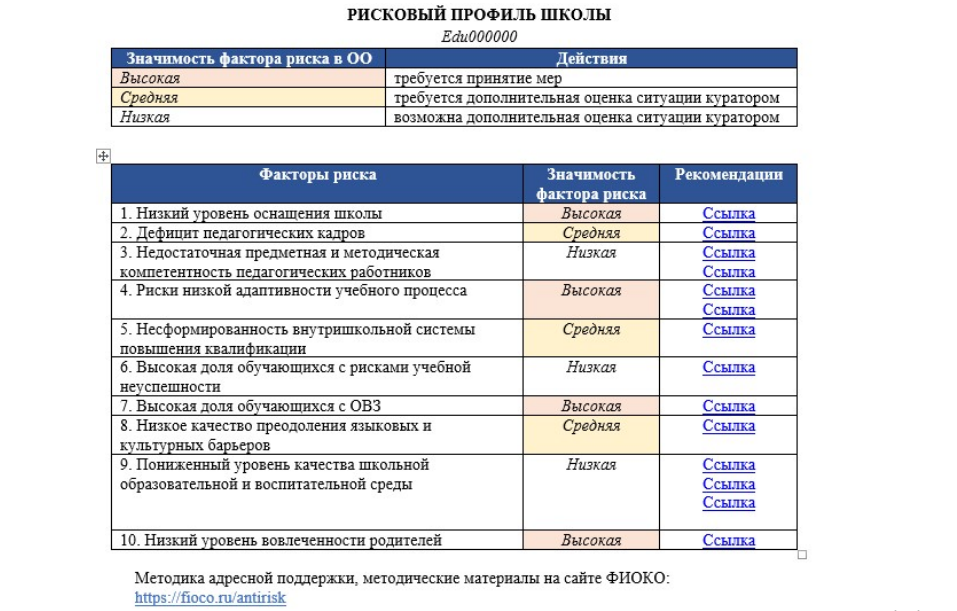 РИСКОВЫЙ ПРОФИЛЬ ШКОЛЫ
Edu000000
Значимость фактора риска в ОО Действия
Высокая требуется принятие мер
Средняя требуется дополнительная оценка ситуации куратором
Низкая возможна дополнительная оценка ситуации куратором
Факторы риска Значимость Рекомендации
фактора риска
1. Низкий уровень оснащения школы Высокая Ссылка
2. Дефицит педагогических кадров Средняя Ссылка
3. Недостаточная предметная и методическая Низкая Ссылка
компетентность педагогических работников Ссылка
4. Риски низкой адаптивности учебного процесса Высокая Ссылка
Ссылка
5. Несформированность внутришкольной системы Средняя Ссылка
повышения квалификации
6. Высокая доля обучающихся с рисками учебной Низкая Ссылка
неуспешности
7. Высокая доля обучающихся с ОВЗ Высокая Ссылка
8. Низкое качество преодоления языковых и Средняя Ссылка
культурных барьеров
9. Пониженный уровень качества школьной Низкая Ссылка
образовательной и воспитательной среды Ссылка
Ссылка
10. Низкий уровень вовлеченности родителей Высокая Ссылка
Методика адресной поддержки, методические материалы на сайте ФИОКО:
https://fioco.ru/antirisk